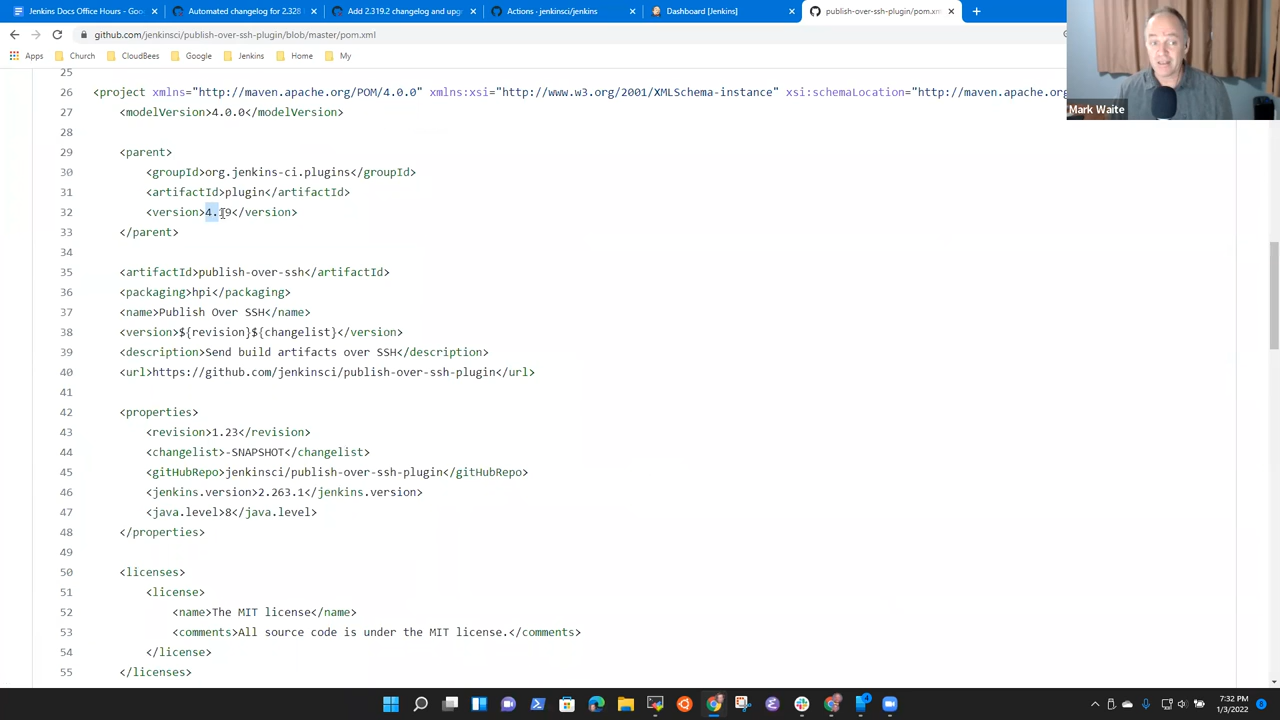 Jenkins Docs Office Hours - Goo
Automated changelog for 2.328
Add 2.319.2 changelog and upg
Actions · jenkinsci/jenkins
Dashboard [Jenkins]
publish-over-ssh-plugin/pom.xm
github.com/jenkinsci/publish-over-ssh-plugin/blob/master/pom.xml
Apps Church CloudBees Google Jenkins Home My
Mark Waite
25
26 <project xmlns="http://maven.apache.org/POM/4.0.0" xmlns:xsi="http://www.w3.org/2001/XMLSchema-instance" xsi:schemaLocation="http://maven.apache.org
27 <modelVersion>4.0.0</modelVersion>
28
29 <parent>
30 <groupId>org.jenkins-ci.plugins</groupId>
31 <artifactId>plugin</artifactId>
32 <version>4.19</version>
33 </parent>
34
35 <artifactId>publish-over-ssh</artifactId>
36 <packaging>hpi</packaging>
37 <name>Publish Over SSH</name>
38 <version>${revision}${changelist}</version>
39 <description>Send build artifacts over SSH</description>
40 <url>https://github.com/jenkinsci/publish-over-ssh-plugin</url>
41
42 <properties>
43 <revision>1.23</revision>
44 <changelist>-SNAPSHOT</changelist>
45 <gitHubRepo>jenkinsci/publish-over-ssh-plugin</gitHubRepo>
46 <jenkins.version>2.263.1</jenkins.version>
47 <java.level>8</java.level>
48 </properties>
49
50 <licenses>
51 <license>
52 <name>The MIT license</name>
53 <comments>All source code is under the MIT license.</comments>
54 </license>
55 </licenses>
7:32 PM
1/3/2022